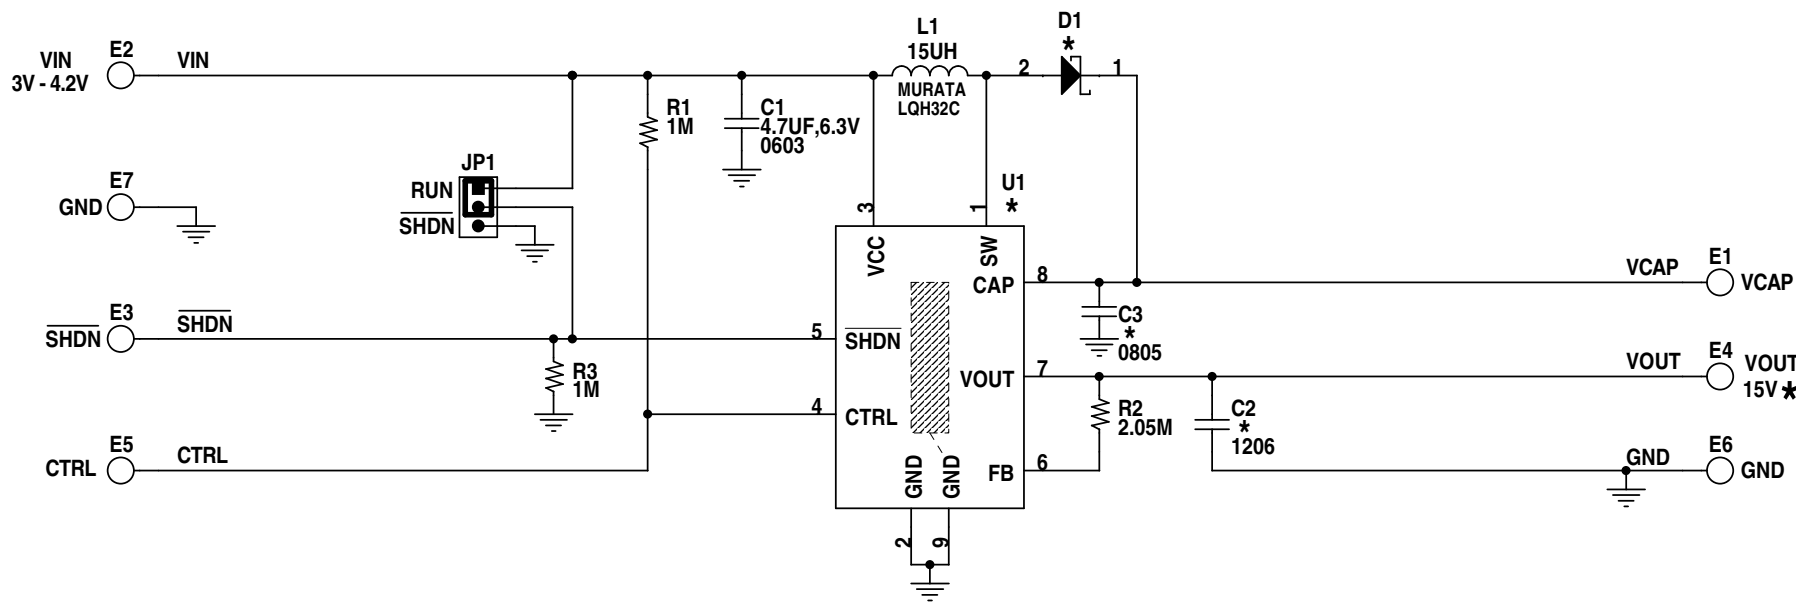 VIN
3V - 4.2V
E2
VIN
L1
15UH
MURATA
LQH32C
D1
*
2
1
R1
1M
C1
4.7UF,6.3V
0603
JP1
RUN
SHDN
E7
GND
3
1
U1
*
VCC
SW
CAP
8
VCAP
E1
VCAP
C3
*
0805
E3
SHDN
SHDN
5
SHDN
R3
1M
VOUT
7
VOUT
E4
VOUT
15V *
R2
2.05M
C2
*
1206
4
CTRL
E5
CTRL
CTRL
GND
GND
FB
6
GND
E6
GND
2
9